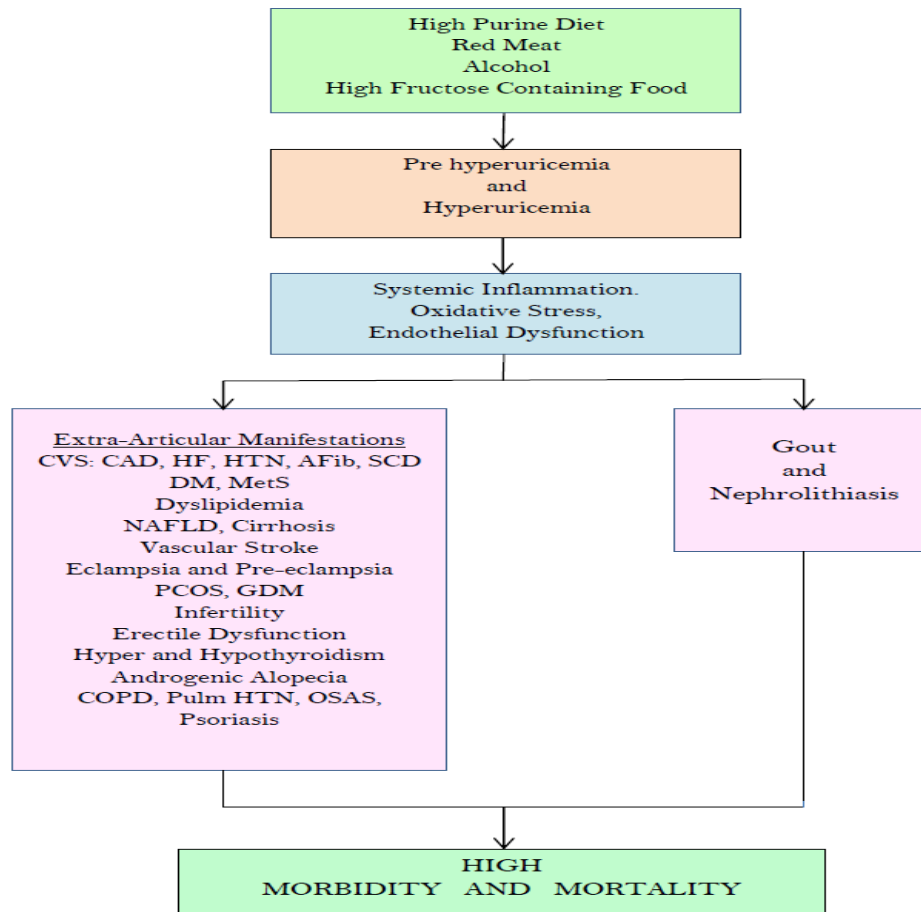 High Purine Diet
Red Meat
Alcohol
High Fructose Containing Food
Pre hyperuricemia
and
Hyperuricemia
Systemic Inflammation.
Oxidative Stress,
Endothelial Dysfunction
Extra-Articular Manifestations
CVS: CAD, HF, HTN, AFib, SCD
DM, MetS
Dyslipidemia
NAFLD, Cirrhosis
Vascular Stroke
Eclampsia and Pre-eclampsia
PCOS, GDM
Infertility
Erectile Dysfunction
Hyper and Hypothyroidism
Androgenic Alopecia
COPD, Pulm HTN, OSAS,
Psoriasis
Gout
and
Nephrolithiasis
HIGH
MORBIDITY AND MORTALITY